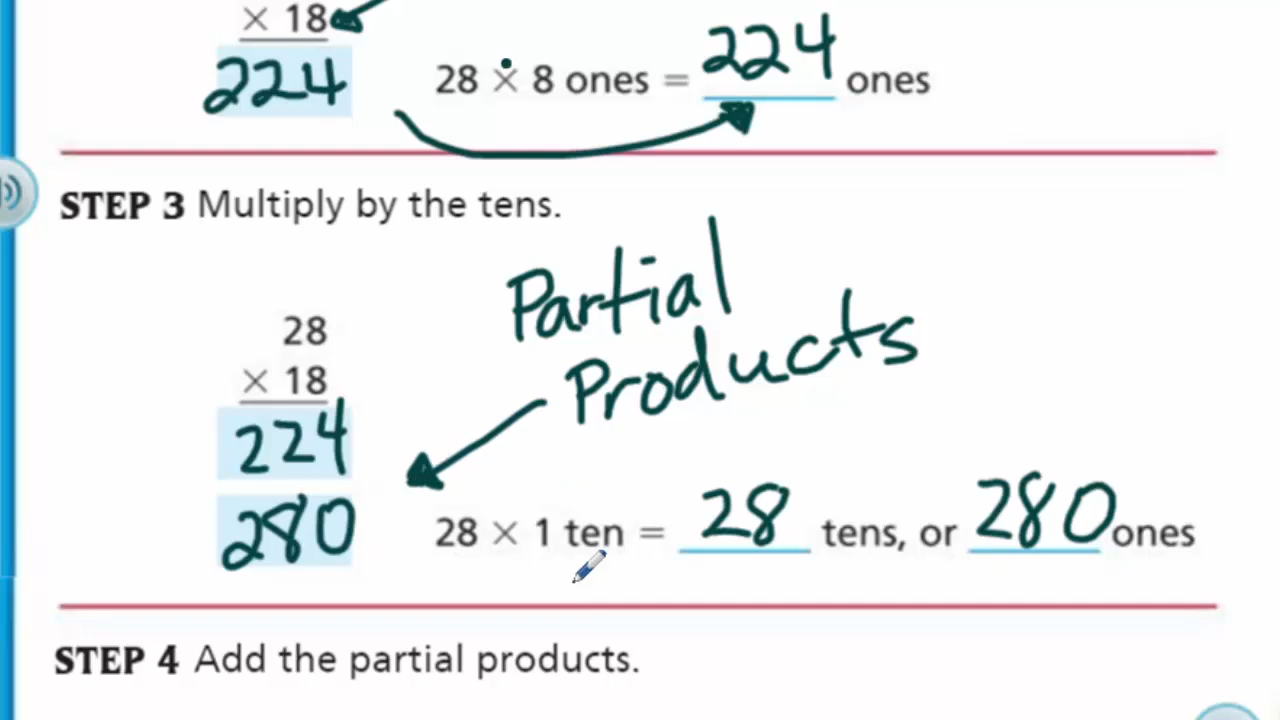 × 18
224
28 × 8 ones = 224 ones
STEP 3 Multiply by the tens.
Partial
Products
28
× 18
224
280
28 × 1 ten = 28 tens, or 280 ones
STEP 4 Add the partial products.